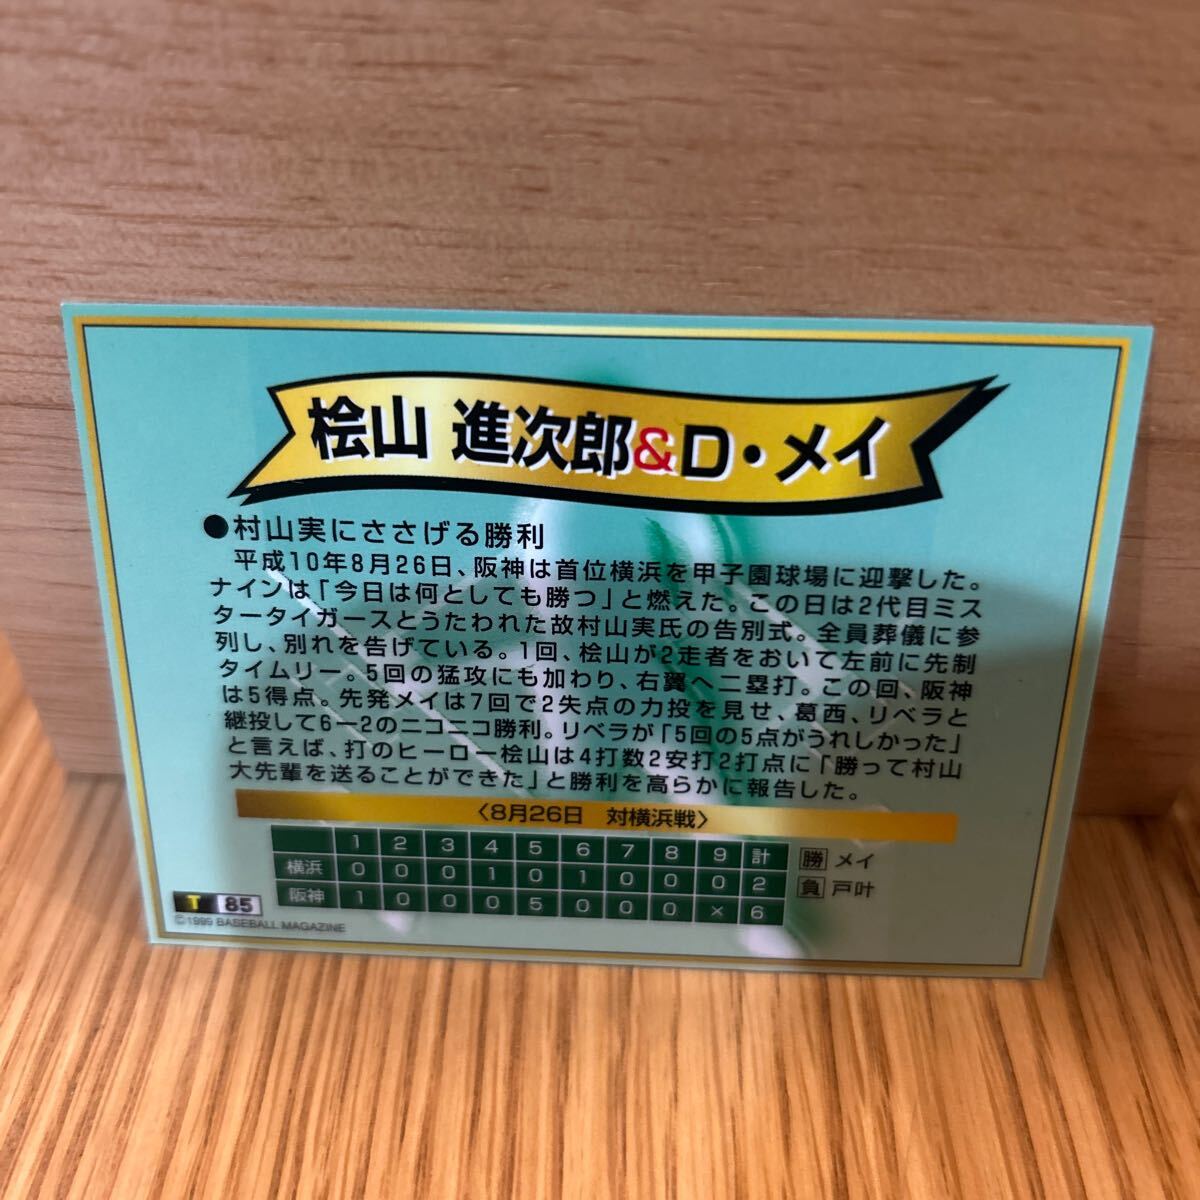 桧山 進次郎&D・メイ
●村山実にささげる勝利
平成10年8月26日、阪神は首位横浜を甲子園球場に迎撃した。
ナインは「今日は何としても勝つ」と燃えた。この日は2代目ミス
タータイガースとうたわれた故村山実氏の告別式。全員葬儀に参
列し、別れを告げている。1回、桧山が2走者をおいて左前に先制
タイムリー。5回の猛攻にも加わり、右翼へ二塁打。この回、阪神
は5得点。先発メイは7回で2失点の力投を見せ、葛西、リベラと
継投して6―2のニコニコ勝利。リベラが「5回の5点がうれしかった」
と言えば、打のヒーロー桧山は4打数2安打2打点に「勝って村山
大先輩を送ることができた」と勝利を高らかに報告した。
〈8月26日 対横浜戦〉
1 2 3 4 5 6 7 8 9 計
横浜 0 0 0 1 0 1 0 0 0 2
阪神 1 0 0 0 5 0 0 0 × 6
勝 メイ
負 戸叶
T 85
©1999 BASEBALL MAGAZINE